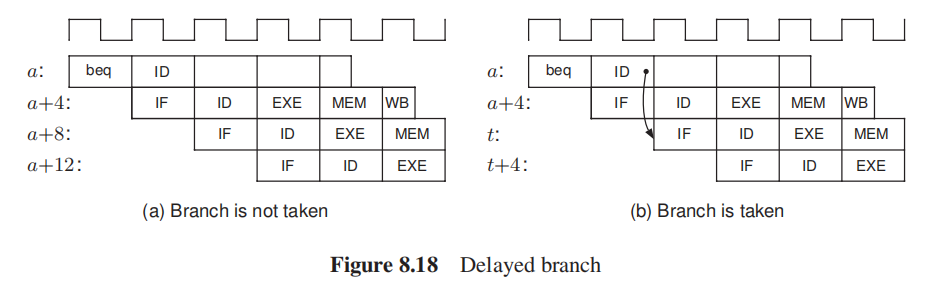 a: beq ID a: beq ID
a+4: IF ID EXE MEM WB a+4: IF ID EXE MEM WB
a+8: IF ID EXE MEM t: IF ID EXE MEM
a+12: IF ID EXE t+4: IF ID EXE
(a) Branch is not taken (b) Branch is taken
Figure 8.18 Delayed branch